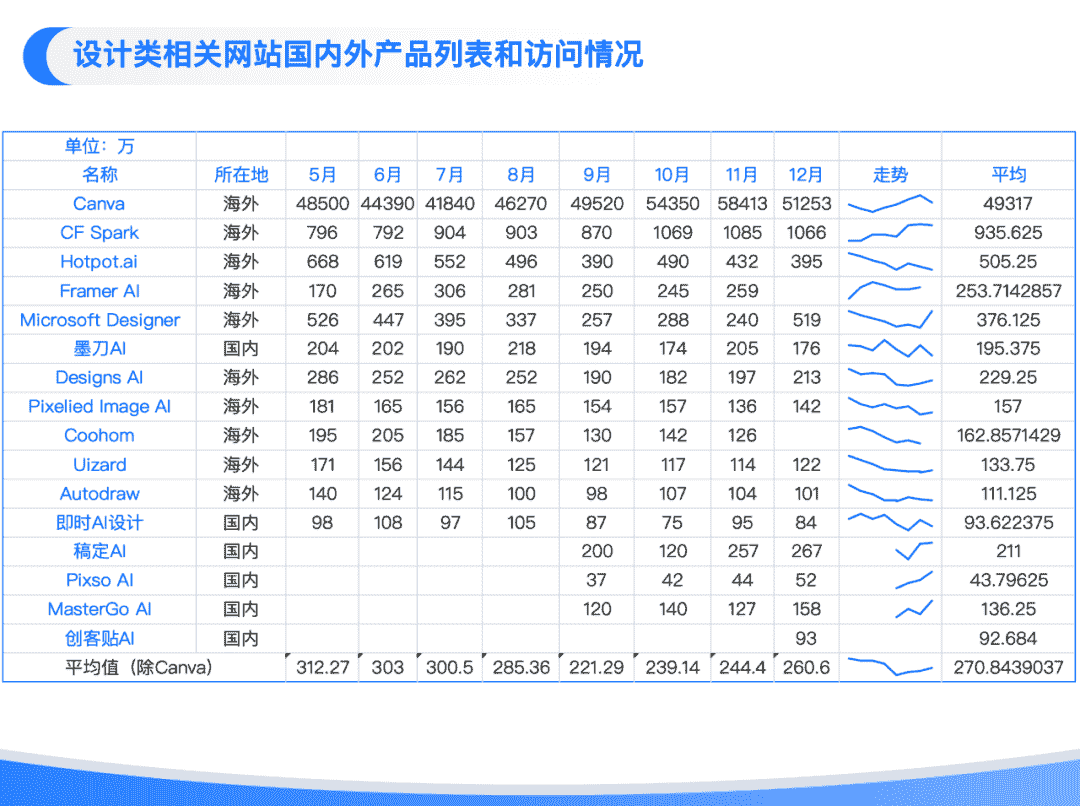 设计类相关网站国内外产品列表和访问情况
单位：万
名称 所在地 5月 6月 7月 8月 9月 10月 11月 12月 走势 平均
Canva 海外 48500 44390 41840 46270 49520 54350 58413 51253 49317
CF Spark 海外 796 792 904 903 870 1069 1085 1066 935.625
Hotpot.ai 海外 668 619 552 496 390 490 432 395 505.25
Framer AI 海外 170 265 306 281 250 245 259 253.7142857
Microsoft Designer 海外 526 447 395 337 257 288 240 519 376.125
墨刀AI 国内 204 202 190 218 194 174 205 176 195.375
Designs AI 海外 286 252 262 252 190 182 197 213 229.25
Pixelied Image AI 海外 181 165 156 165 154 157 136 142 157
Coohom 海外 195 205 185 157 130 142 126 162.8571429
Uizard 海外 171 156 144 125 121 117 114 122 133.75
Autodraw 海外 140 124 115 100 98 107 104 101 111.125
即时AI设计 国内 98 108 97 105 87 75 95 84 93.622375
稿定AI 国内 200 120 257 267 211
Pixso AI 国内 37 42 44 52 43.79625
MasterGo AI 国内 120 140 127 158 136.25
创客贴AI 国内 93 92.684
平均值（除Canva） 312.27 303 300.5 285.36 221.29 239.14 244.4 260.6 270.8439037